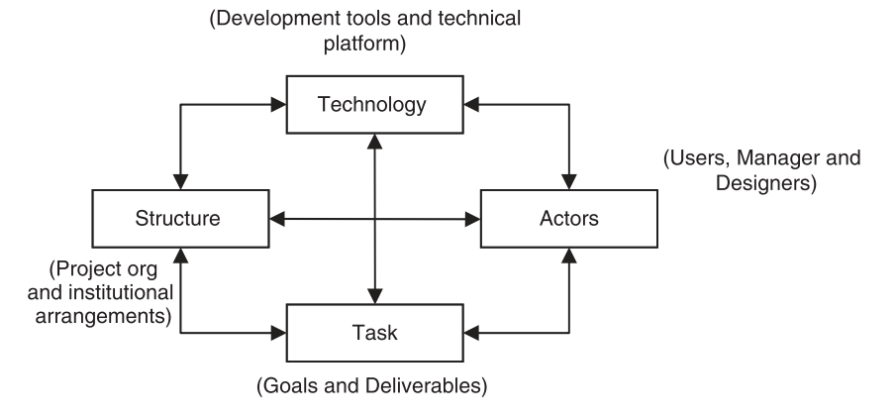 (Development tools and technical
platform)
Technology
(Users, Manager and
Designers)
Structure
Actors
(Project org
and institutional
arrangements)
Task
(Goals and Deliverables)